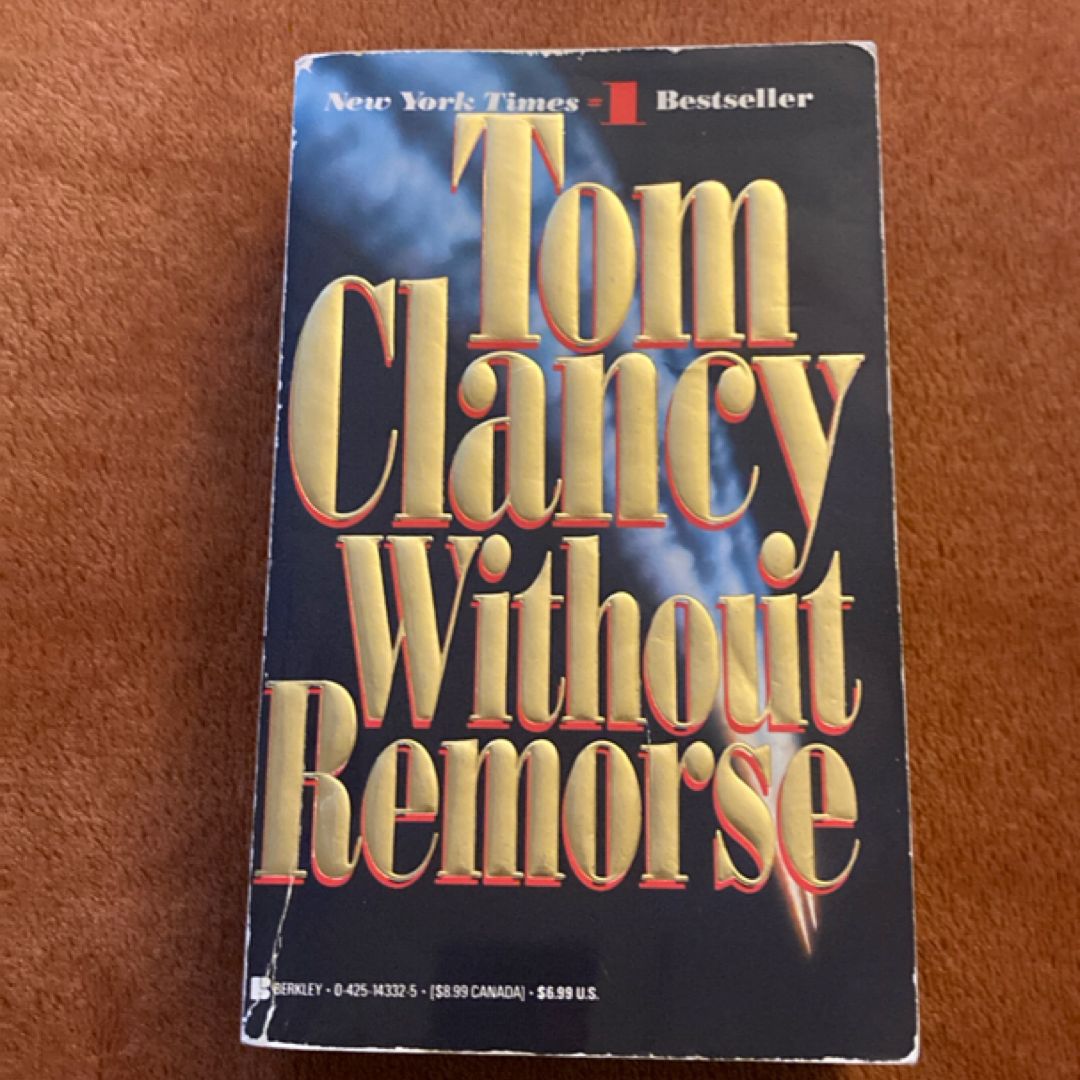 New York Times #1 Bestseller
Tom
Clancy
Without
Remorse
BERKLEY • 0-425-14332-5 • [$8.99 CANADA] • $6.99 U.S.